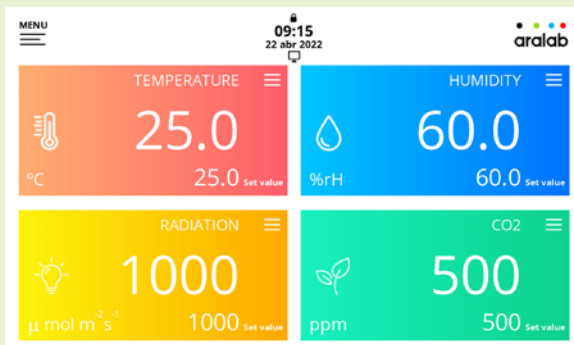 MENU
09:15
22 abr 2022
aralab
TEMPERATURE
25.0
°C
25.0 Set value
HUMIDITY
60.0
%rH
60.0 Set value
RADIATION
1000
µ mol m⁻² s⁻¹
1000 Set value
CO2
500
ppm
500 Set value